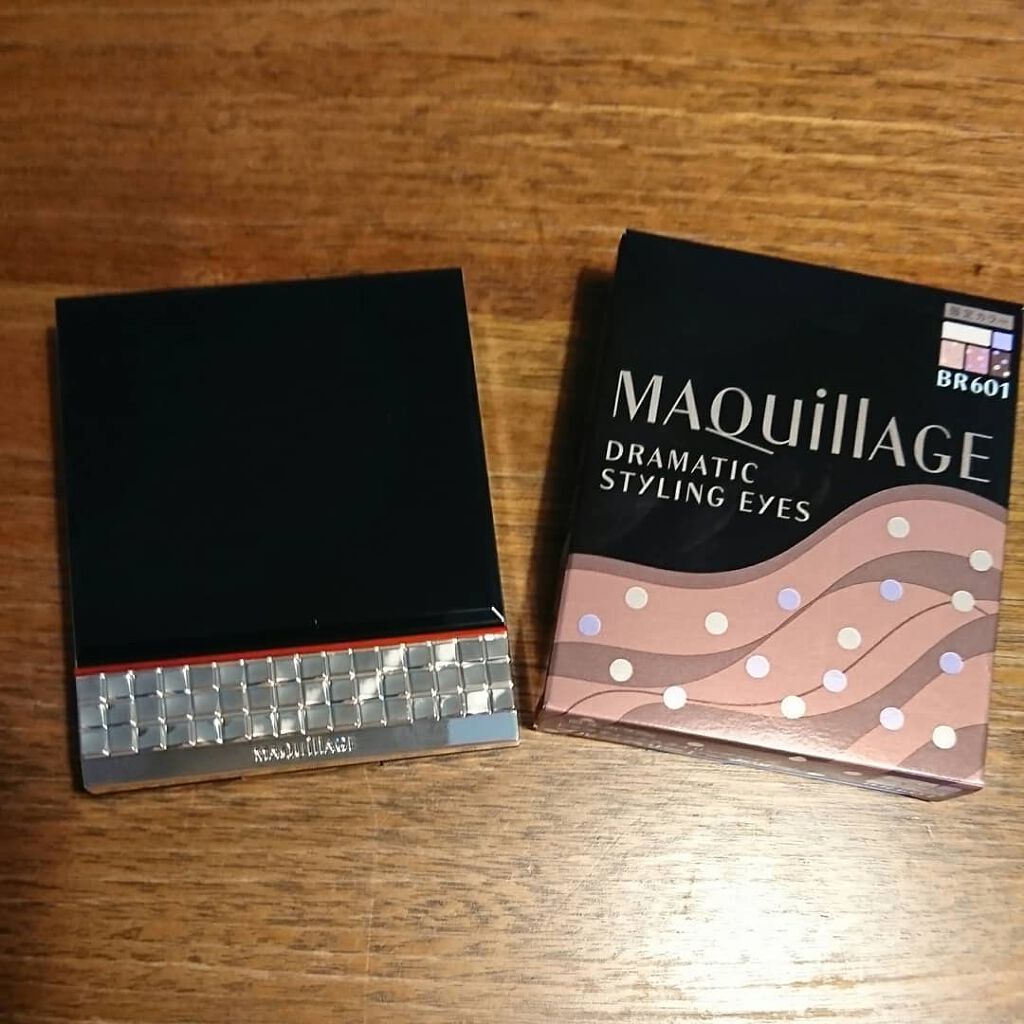 限定カラー
BR601
MAQuillAGE
DRAMATIC
STYLING EYES
MAQuillAGE